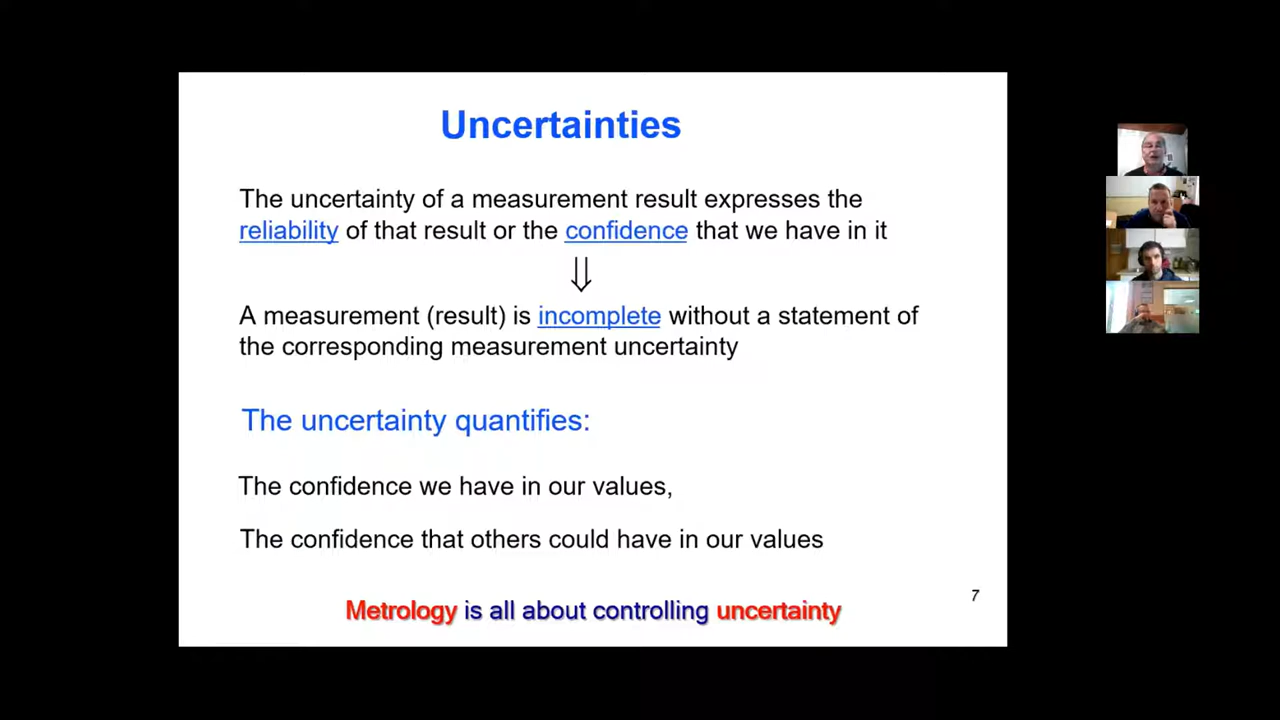 Uncertainties
The uncertainty of a measurement result expresses the
reliability of that result or the confidence that we have in it
⇓
A measurement (result) is incomplete without a statement of
the corresponding measurement uncertainty
The uncertainty quantifies:
The confidence we have in our values,
The confidence that others could have in our values
7
Metrology is all about controlling uncertainty